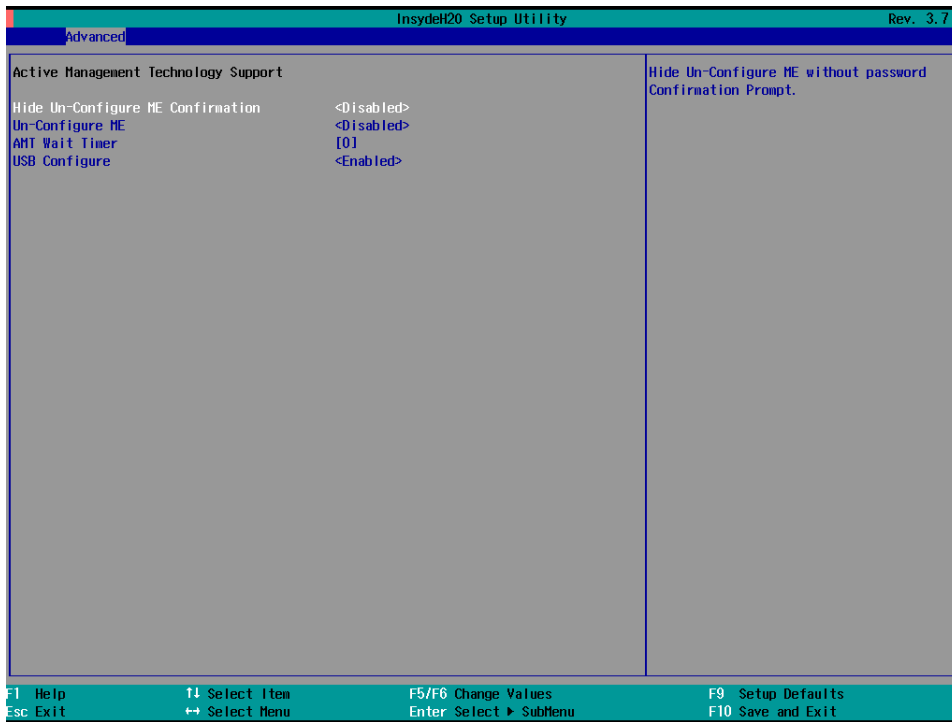 InsydeH20 Setup Utility Rev. 3.7
Advanced
Active Management Technology Support
Hide Un-Configure ME Confirmation <Disabled>
Un-Configure ME <Disabled>
AMT Wait Timer [0]
USB Configure <Enabled>
Hide Un-Configure ME without password
Confirmation Prompt.
F1 Help ↑↓ Select Item F5/F6 Change Values F9 Setup Defaults
Esc Exit ←→ Select Menu Enter Select ▶ SubMenu F10 Save and Exit